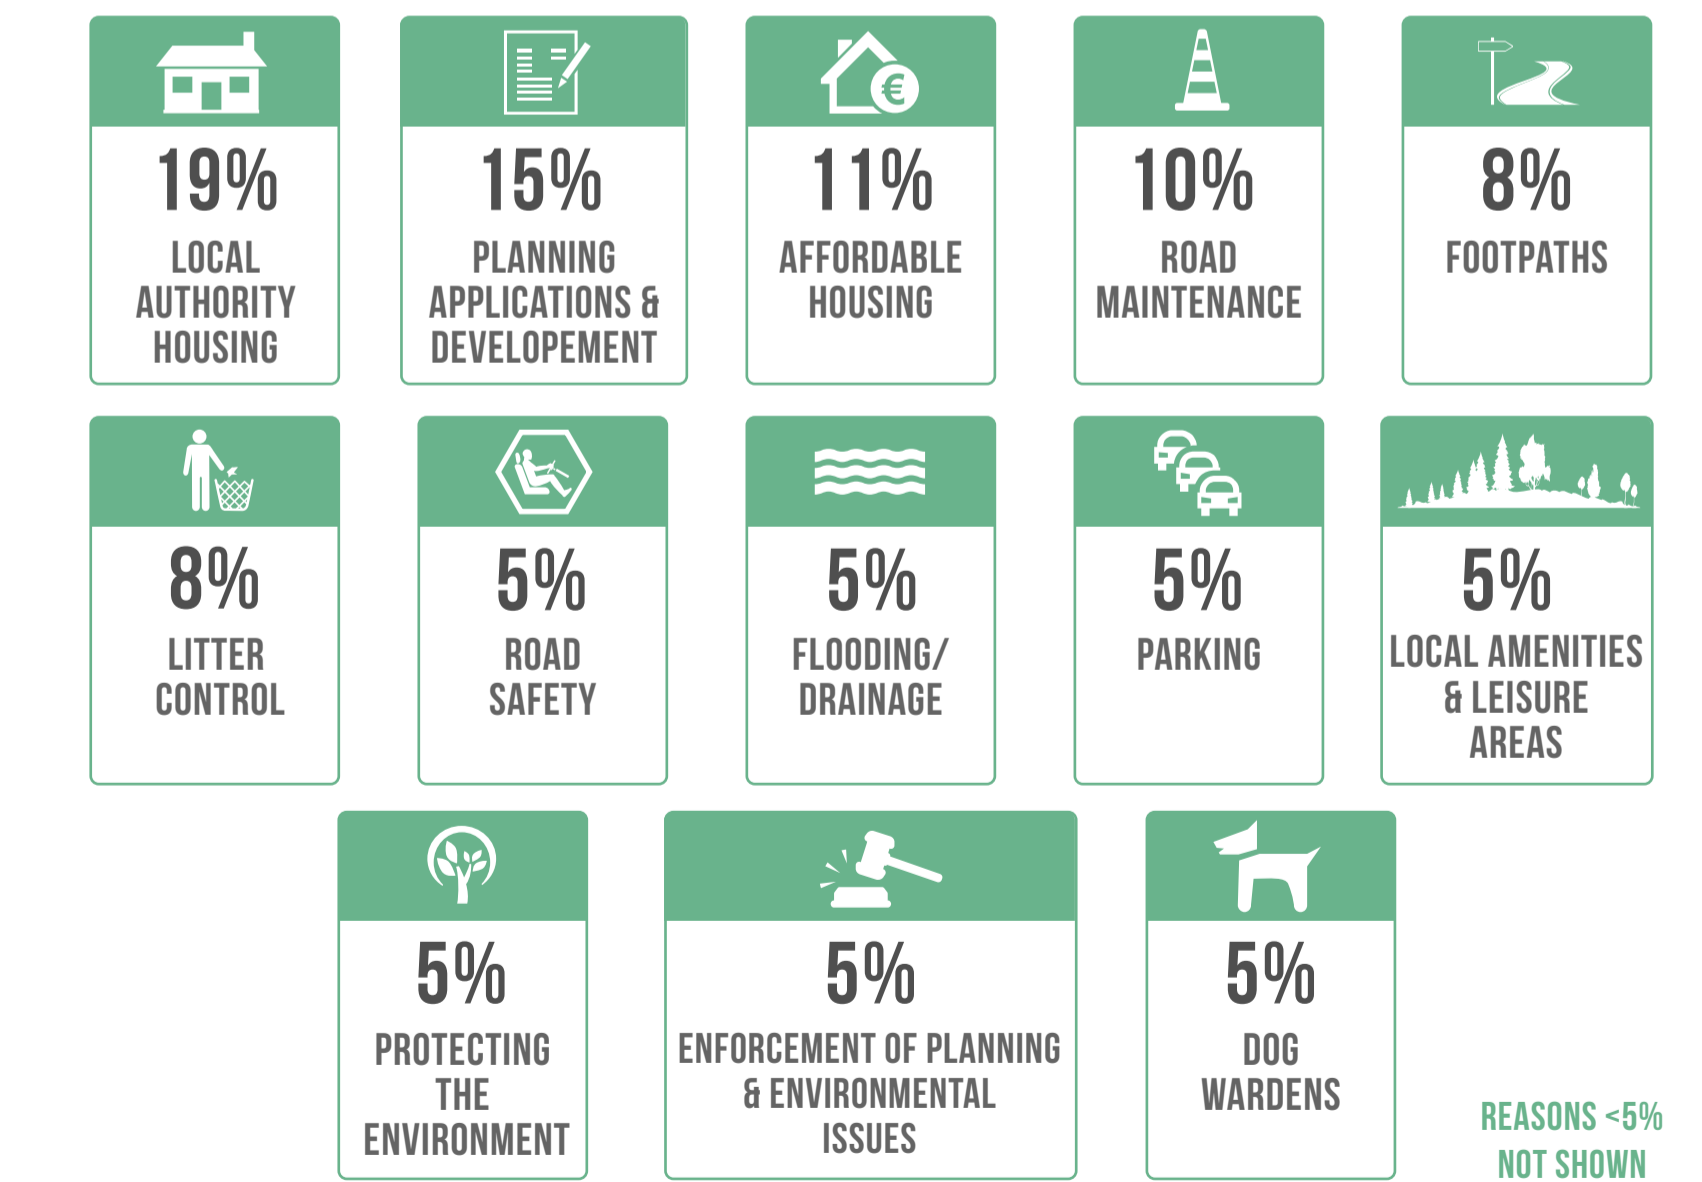 19%
LOCAL
AUTHORITY
HOUSING
15%
PLANNING
APPLICATIONS &
DEVELOPEMENT
11%
AFFORDABLE
HOUSING
10%
ROAD
MAINTENANCE
8%
FOOTPATHS
8%
LITTER
CONTROL
5%
ROAD
SAFETY
5%
FLOODING/
DRAINAGE
5%
PARKING
5%
LOCAL AMENITIES
& LEISURE
AREAS
5%
PROTECTING
THE
ENVIRONMENT
5%
ENFORCEMENT OF PLANNING
& ENVIRONMENTAL
ISSUES
5%
DOG
WARDENS
REASONS <5%
NOT SHOWN
€